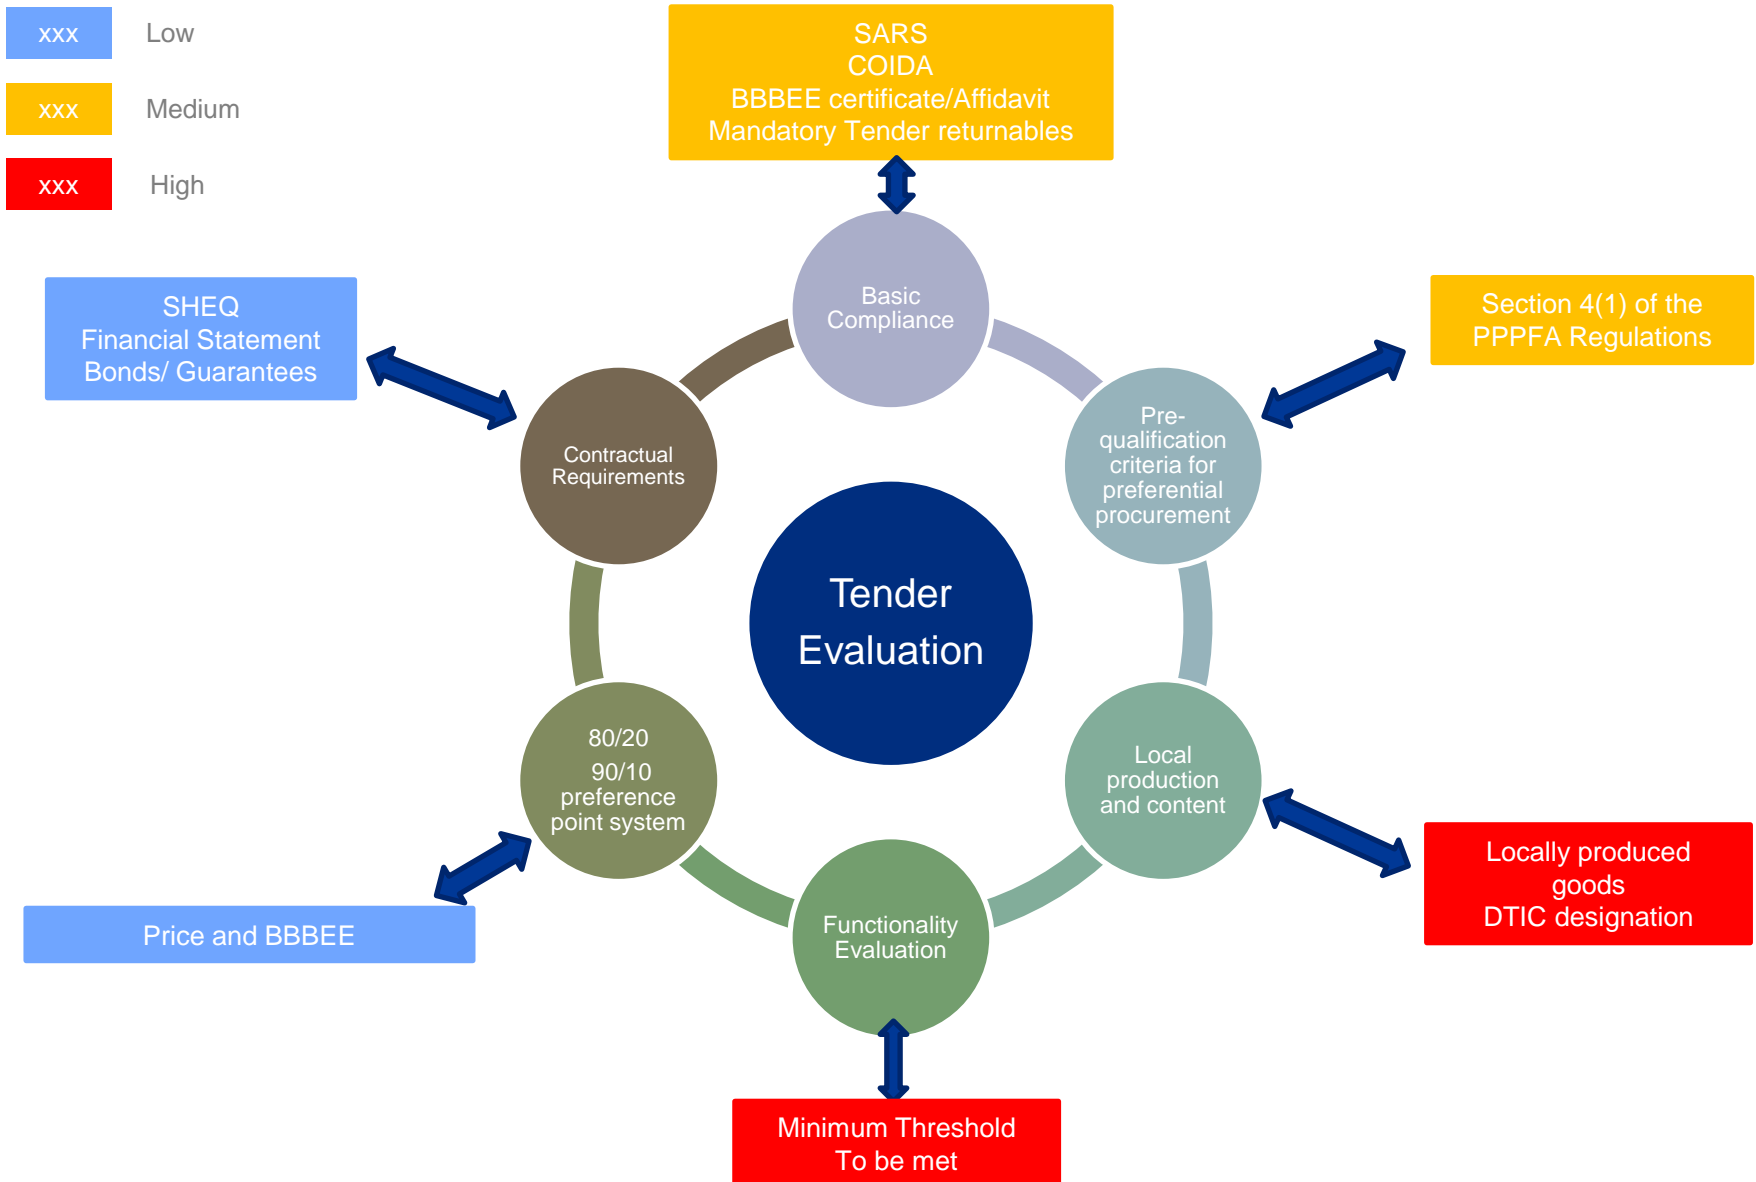 xxx Low
xxx Medium
xxx High
SARS
COIDA
BBBEE certificate/Affidavit
Mandatory Tender returnables
Basic
Compliance
Section 4(1) of the
PPPFA Regulations
Pre-
qualification
criteria for
preferential
procurement
Local
production
and content
Locally produced
goods
DTIC designation
Functionality
Evaluation
Minimum Threshold
To be met
80/20
90/10
preference
point system
Price and BBBEE
Contractual
Requirements
SHEQ
Financial Statement
Bonds/ Guarantees
Tender
Evaluation